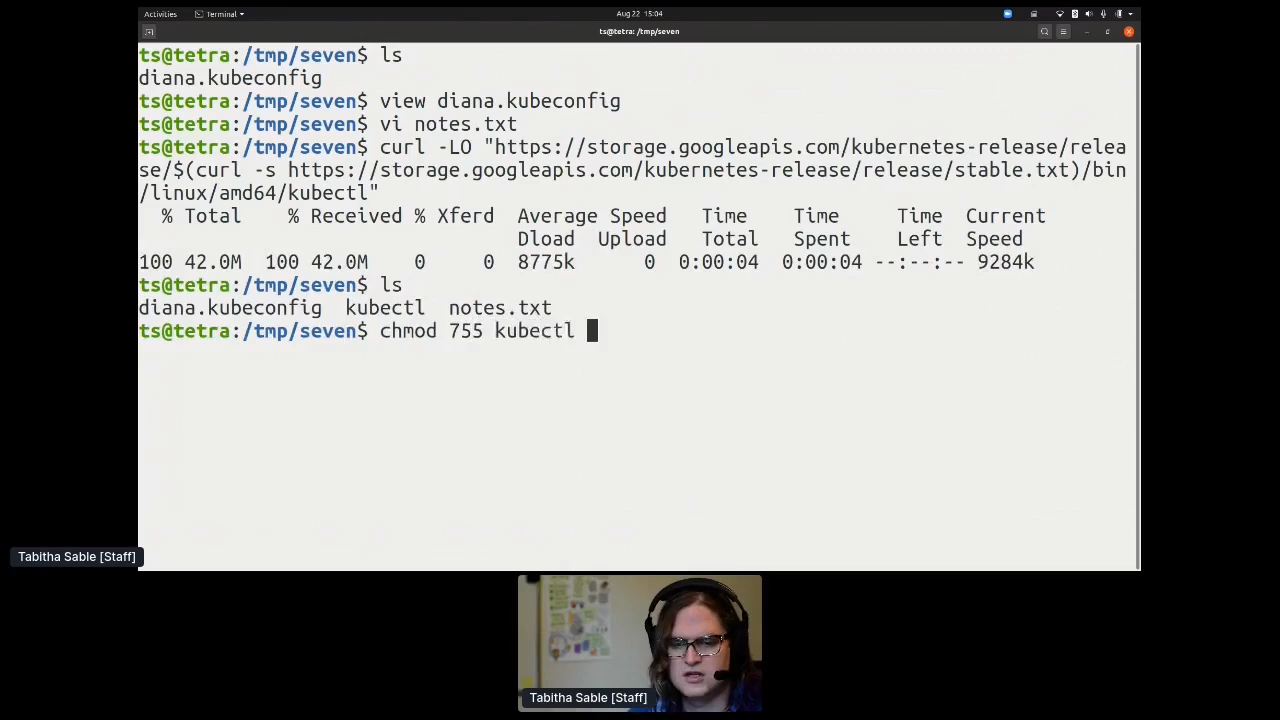 Activities
Terminal
Aug 22 15:04
ts@tetra: /tmp/seven
ts@tetra:/tmp/seven$ ls
diana.kubeconfig
ts@tetra:/tmp/seven$ view diana.kubeconfig
ts@tetra:/tmp/seven$ vi notes.txt
ts@tetra:/tmp/seven$ curl -LO "https://storage.googleapis.com/kubernetes-release/relea
se/$(curl -s https://storage.googleapis.com/kubernetes-release/release/stable.txt)/bin
/linux/amd64/kubectl"
% Total % Received % Xferd Average Speed Time Time Time Current
Dload Upload Total Spent Left Speed
100 42.0M 100 42.0M 0 0 8775k 0 0:00:04 0:00:04 --:--:-- 9284k
ts@tetra:/tmp/seven$ ls
diana.kubeconfig kubectl notes.txt
ts@tetra:/tmp/seven$ chmod 755 kubectl
Tabitha Sable [Staff]
Tabitha Sable [Staff]